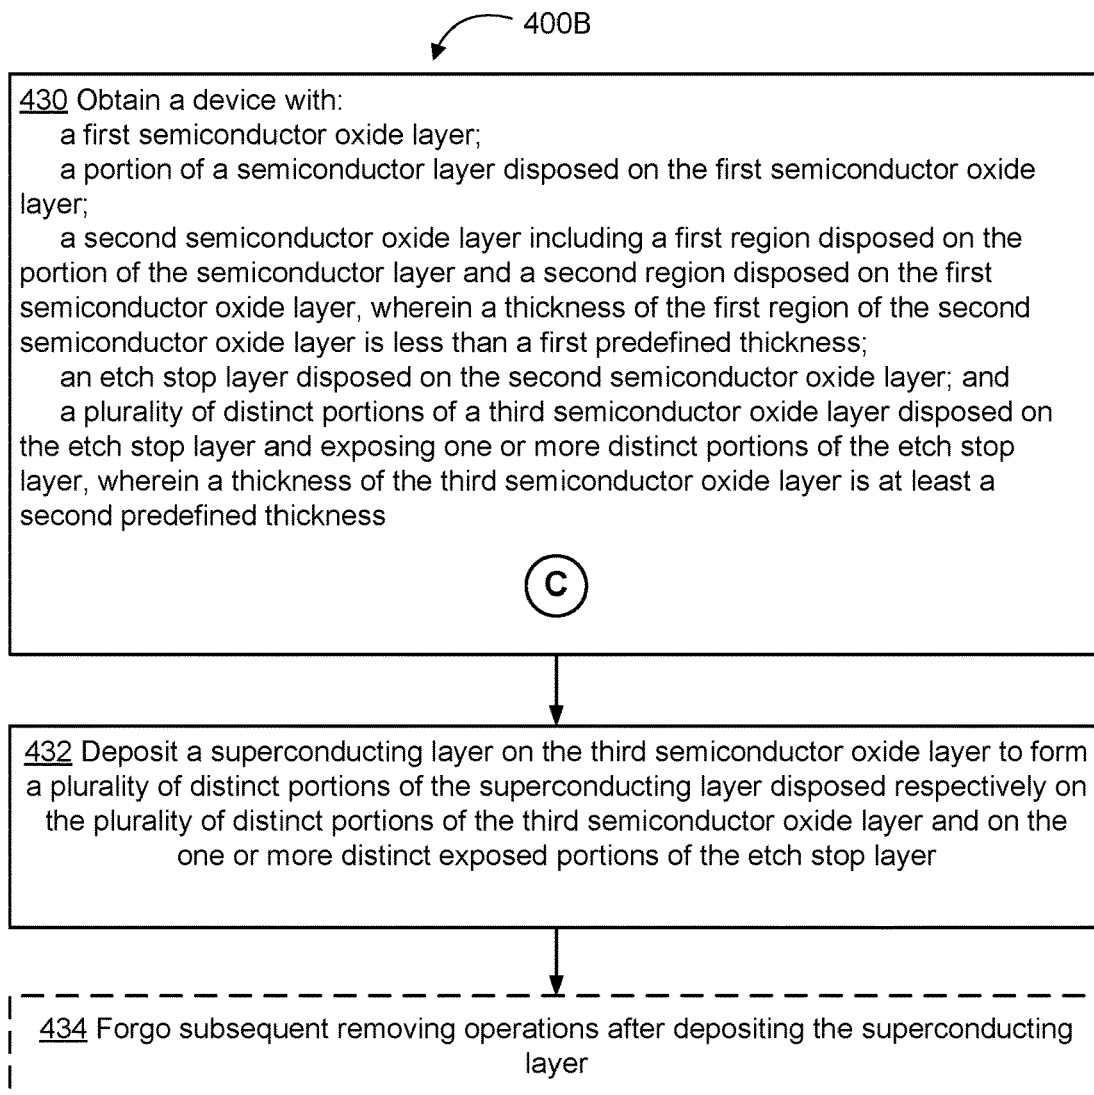 400B
430 Obtain a device with:
a first semiconductor oxide layer;
a portion of a semiconductor layer disposed on the first semiconductor oxide
layer;
a second semiconductor oxide layer including a first region disposed on the
portion of the semiconductor layer and a second region disposed on the first
semiconductor oxide layer, wherein a thickness of the first region of the second
semiconductor oxide layer is less than a first predefined thickness;
an etch stop layer disposed on the second semiconductor oxide layer; and
a plurality of distinct portions of a third semiconductor oxide layer disposed on
the etch stop layer and exposing one or more distinct portions of the etch stop
layer, wherein a thickness of the third semiconductor oxide layer is at least a
second predefined thickness
C
432 Deposit a superconducting layer on the third semiconductor oxide layer to form
a plurality of distinct portions of the superconducting layer disposed respectively on
the plurality of distinct portions of the third semiconductor oxide layer and on the
one or more distinct exposed portions of the etch stop layer
434 Forgo subsequent removing operations after depositing the superconducting
layer